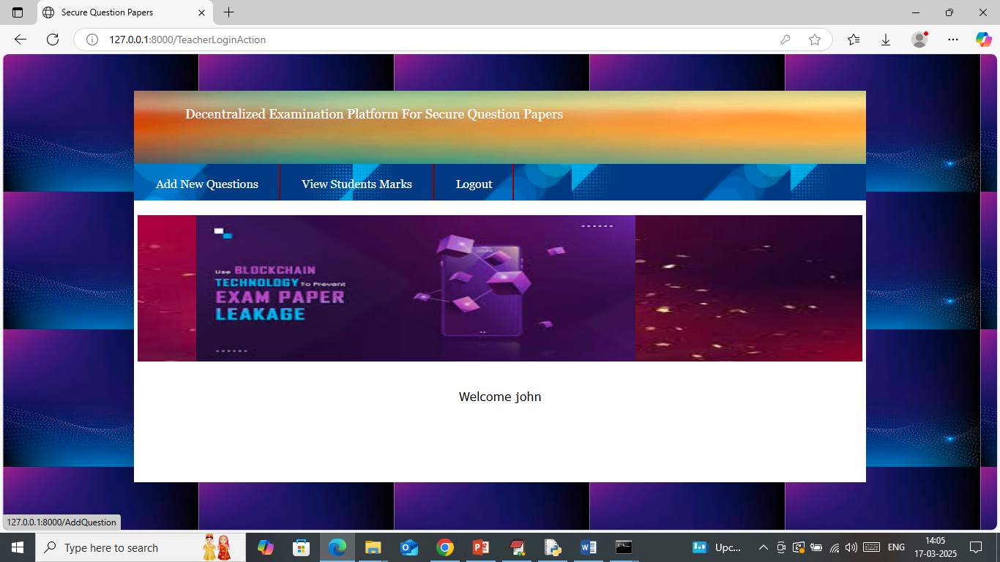 Secure Question Papers
127.0.0.1:8000/TeacherLoginAction
Decentralized Examination Platform For Secure Question Papers
Add New Questions
View Students Marks
Logout
Use BLOCKCHAIN
TECHNOLOGY To Prevent
EXAM PAPER
LEAKAGE
Welcome john
127.0.0.1:8000/AddQuestion
Type here to search
Upc...
ENG
14:05
17-03-2025